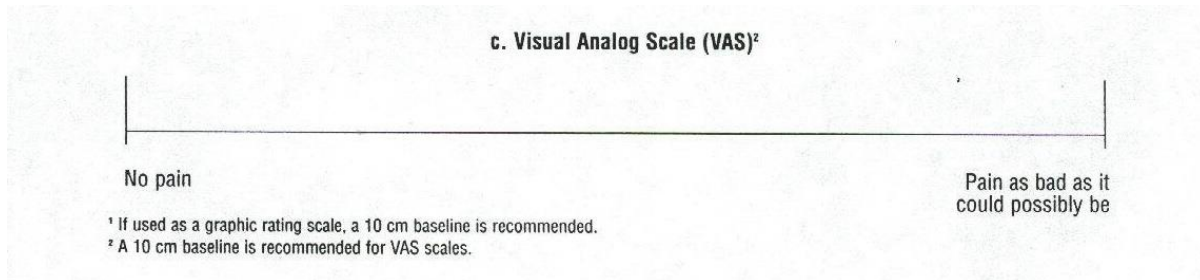 c. Visual Analog Scale (VAS)²
No pain
Pain as bad as it
could possibly be
¹ If used as a graphic rating scale, a 10 cm baseline is recommended.
² A 10 cm baseline is recommended for VAS scales.